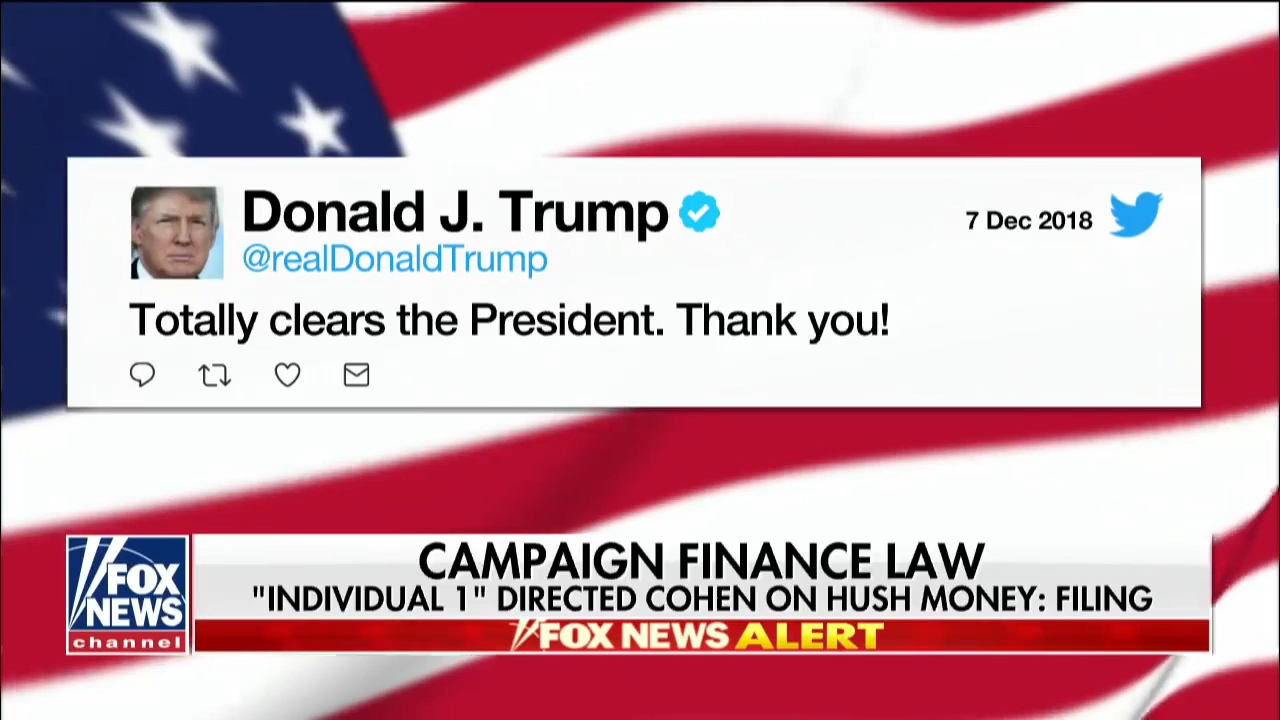 Donald J. Trump
@realDonaldTrump
7 Dec 2018
Totally clears the President. Thank you!
CAMPAIGN FINANCE LAW
"INDIVIDUAL 1" DIRECTED COHEN ON HUSH MONEY: FILING
FOX NEWS ALERT
FOX
NEWS
channel